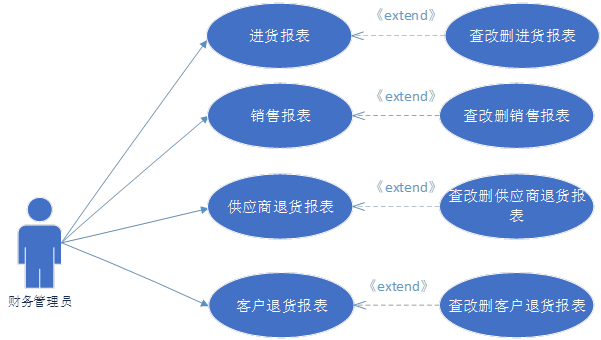 《extend》
进货报表
查改删进货报表
《extend》
销售报表
查改删销售报表
《extend》
供应商退货报表
查改删供应商退货报
表
《extend》
客户退货报表
查改删客户退货报表
财务管理员